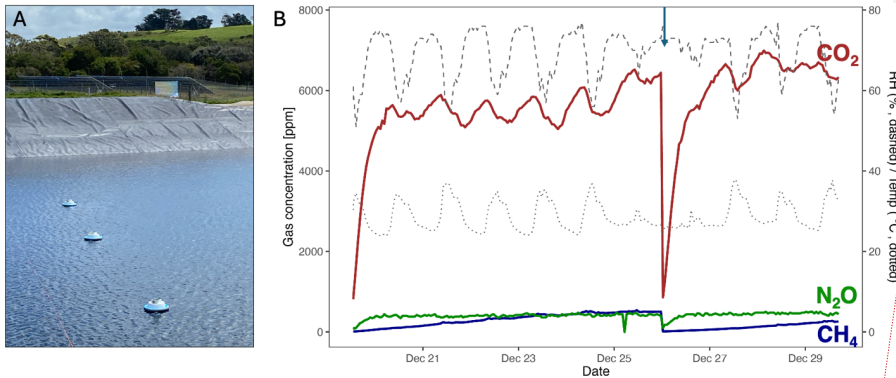 A
B
8000
6000
4000
2000
0
Gas concentration [ppm]
CO₂
N₂O
CH₄
80
60
40
20
0
RH (%, dashed) / Temp (°C, dotted)
Dec 21
Dec 23
Dec 25
Dec 27
Dec 29
Date